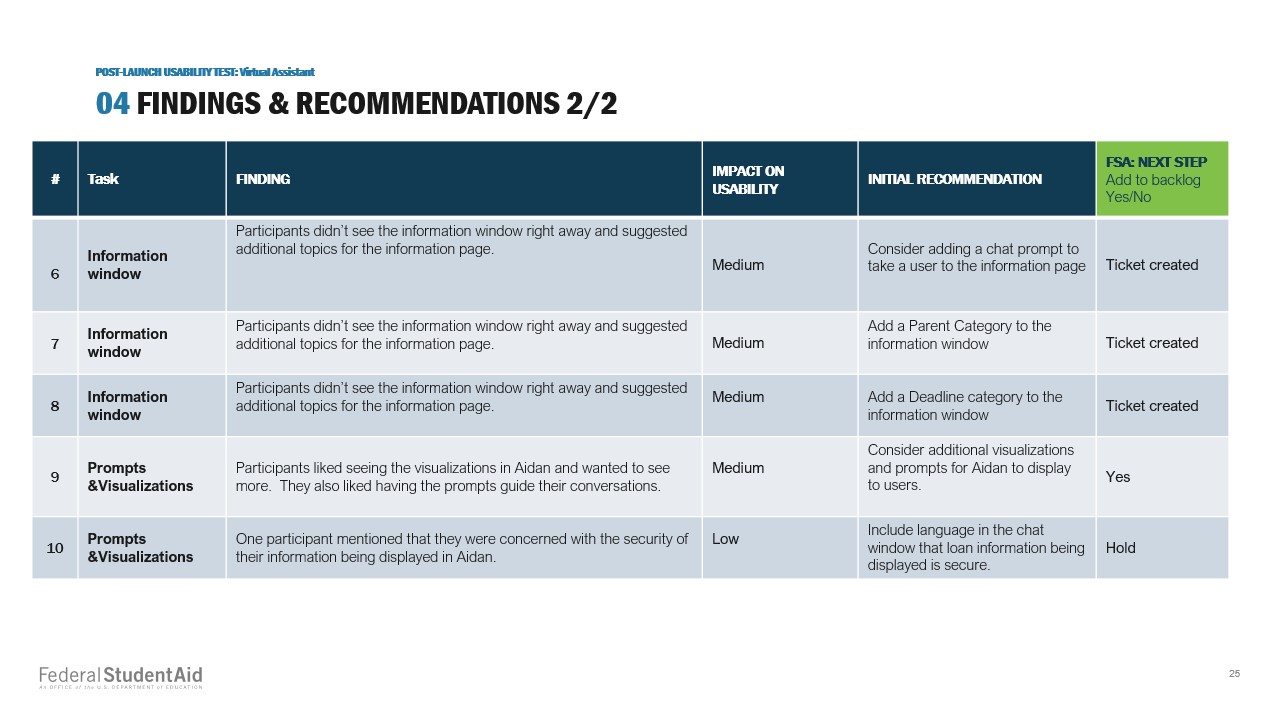 POST-LAUNCH USABILITY TEST: Virtual Assistant
04 FINDINGS & RECOMMENDATIONS 2/2
#
Task
FINDING
IMPACT ON
USABILITY
INITIAL RECOMMENDATION
FSA: NEXT STEP
Add to backlog
Yes/No
6
Information
window
Participants didn’t see the information window right away and suggested
additional topics for the information page.
Medium
Consider adding a chat prompt to
take a user to the information page
Ticket created
7
Information
window
Participants didn’t see the information window right away and suggested
additional topics for the information page.
Medium
Add a Parent Category to the
information window
Ticket created
8
Information
window
Participants didn’t see the information window right away and suggested
additional topics for the information page.
Medium
Add a Deadline category to the
information window
Ticket created
9
Prompts
&Visualizations
Participants liked seeing the visualizations in Aidan and wanted to see
more.  They also liked having the prompts guide their conversations.
Medium
Consider additional visualizations
and prompts for Aidan to display
to users.
Yes
10
Prompts
&Visualizations
One participant mentioned that they were concerned with the security of
their information being displayed in Aidan.
Low
Include language in the chat
window that loan information being
displayed is secure.
Hold
Federal StudentAid
An OFFICE of the U.S. DEPARTMENT of EDUCATION
25